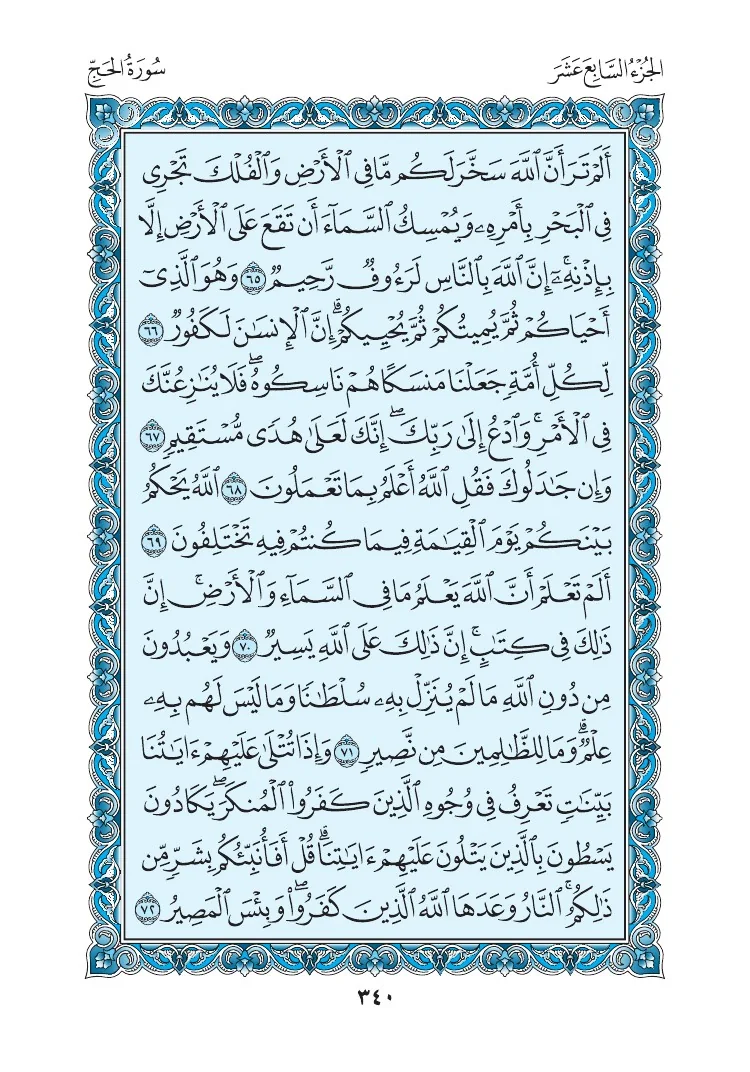 الجُزْءُ السَّابِعَ عَشَرَ
سُورَةُ الحَجِّ
أَلَمْ تَرَ أَنَّ ٱللَّهَ سَخَّرَ لَكُم مَّا فِى ٱلْأَرْضِ وَٱلْفُلْكَ تَجْرِى
فِى ٱلْبَحْرِ بِأَمْرِهِۦ وَيُمْسِكُ ٱلسَّمَآءَ أَن تَقَعَ عَلَى ٱلْأَرْضِ إِلَّا
بِإِذْنِهِۦٓ ۚ إِنَّ ٱللَّهَ بِٱلنَّاسِ لَرَءُوفٌ رَّحِيمٌ ٦٥ وَهُوَ ٱلَّذِىٓ
أَحْيَاكُمْ ثُمَّ يُمِيتُكُمْ ثُمَّ يُحْيِيكُمْ ۗ إِنَّ ٱلْإِنسَٰنَ لَكَفُورٌ ٦٦
لِّكُلِّ أُمَّةٍ جَعَلْنَا مَنسَكًا هُمْ نَاسِكُوهُ ۖ فَلَا يُنَٰزِعُنَّكَ
فِى ٱلْأَمْرِ ۚ وَٱدْعُ إِلَىٰ رَبِّكَ ۖ إِنَّكَ لَعَلَىٰ هُدًى مُّسْتَقِيمٍ ٦٧
وَإِن جَٰدَلُوكَ فَقُلِ ٱللَّهُ أَعْلَمُ بِمَا تَعْمَلُونَ ٦٨ ٱللَّهُ يَحْكُمُ
بَيْنَكُمْ يَوْمَ ٱلْقِيَٰمَةِ فِيمَا كُنتُمْ فِيهِ تَخْتَلِفُونَ ٦٩
أَلَمْ تَعْلَمْ أَنَّ ٱللَّهَ يَعْلَمُ مَا فِى ٱلسَّمَآءِ وَٱلْأَرْضِ ۗ إِنَّ
ذَٰلِكَ فِى كِتَٰبٍ ۚ إِنَّ ذَٰلِكَ عَلَى ٱللَّهِ يَسِيرٌ ٧٠ وَيَعْبُدُونَ
مِن دُونِ ٱللَّهِ مَا لَمْ يُنَزِّلْ بِهِۦ سُلْطَٰنًا وَمَا لَيْسَ لَهُم بِهِۦ
عِلْمٌ ۗ وَمَا لِلظَّٰلِمِينَ مِن نَّصِيرٍ ٧١ وَإِذَا تُتْلَىٰ عَلَيْهِمْ ءَايَٰتُنَا
بَيِّنَٰتٍ تَعْرِفُ فِى وُجُوهِ ٱلَّذِينَ كَفَرُوا۟ ٱلْمُنكَرَ ۖ يَكَادُونَ
يَسْطُونَ بِٱلَّذِينَ يَتْلُونَ عَلَيْهِمْ ءَايَٰتِنَا ۗ قُلْ أَفَأُنَبِّئُكُم بِشَرٍّ مِّن
ذَٰلِكُمُ ۗ ٱلنَّارُ وَعَدَهَا ٱللَّهُ ٱلَّذِينَ كَفَرُوا۟ ۖ وَبِئْسَ ٱلْمَصِيرُ ٧٢
٣٤٠